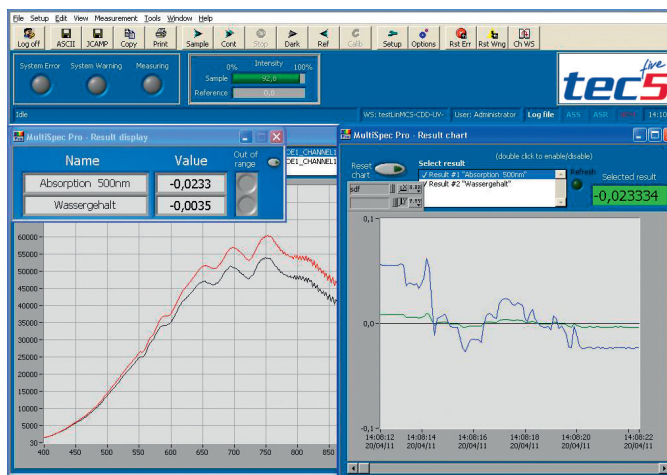 File Setup Edit View Measurement Tools Window Help
Log off ASCII JCAMP Copy Print Sample Cont Stop Dark Ref Calib Setup Options Rst Err Rst Wng Ch WS
System Error System Warning Measuring
0% Intensity 100%
Sample 92,8
Reference 0,0
five
tec5
Idle
WS: testLinMCS-CDD-UV- User: Administrator Log file ASS ASR 14:10
MultiSpec Pro - Result display
Name Value Out of range
Absorption 500nm -0,0233
Wassergehalt -0,0035
DE1_CHANNEL1
DE1_CHANNEL1
60000
55000
50000
45000
40000
35000
30000
25000
20000
15000
10000
5000
30
400 450 500 550 600 650 700 750 800 850
MultiSpec Pro - Result chart
(double click to enable/disable)
Reset chart
Select result
Refresh
Selected result
✓ Result #1 "Absorption 500nm"
✓ Result #2 "Wassergehalt"
-0,023334
sdf
0,1
0,0
-0,1
14:08:12 14:08:14 14:08:16 14:08:18 14:08:20 14:08:22
20/04/11 20/04/11 20/04/11 20/04/11 20/04/11 20/04/11